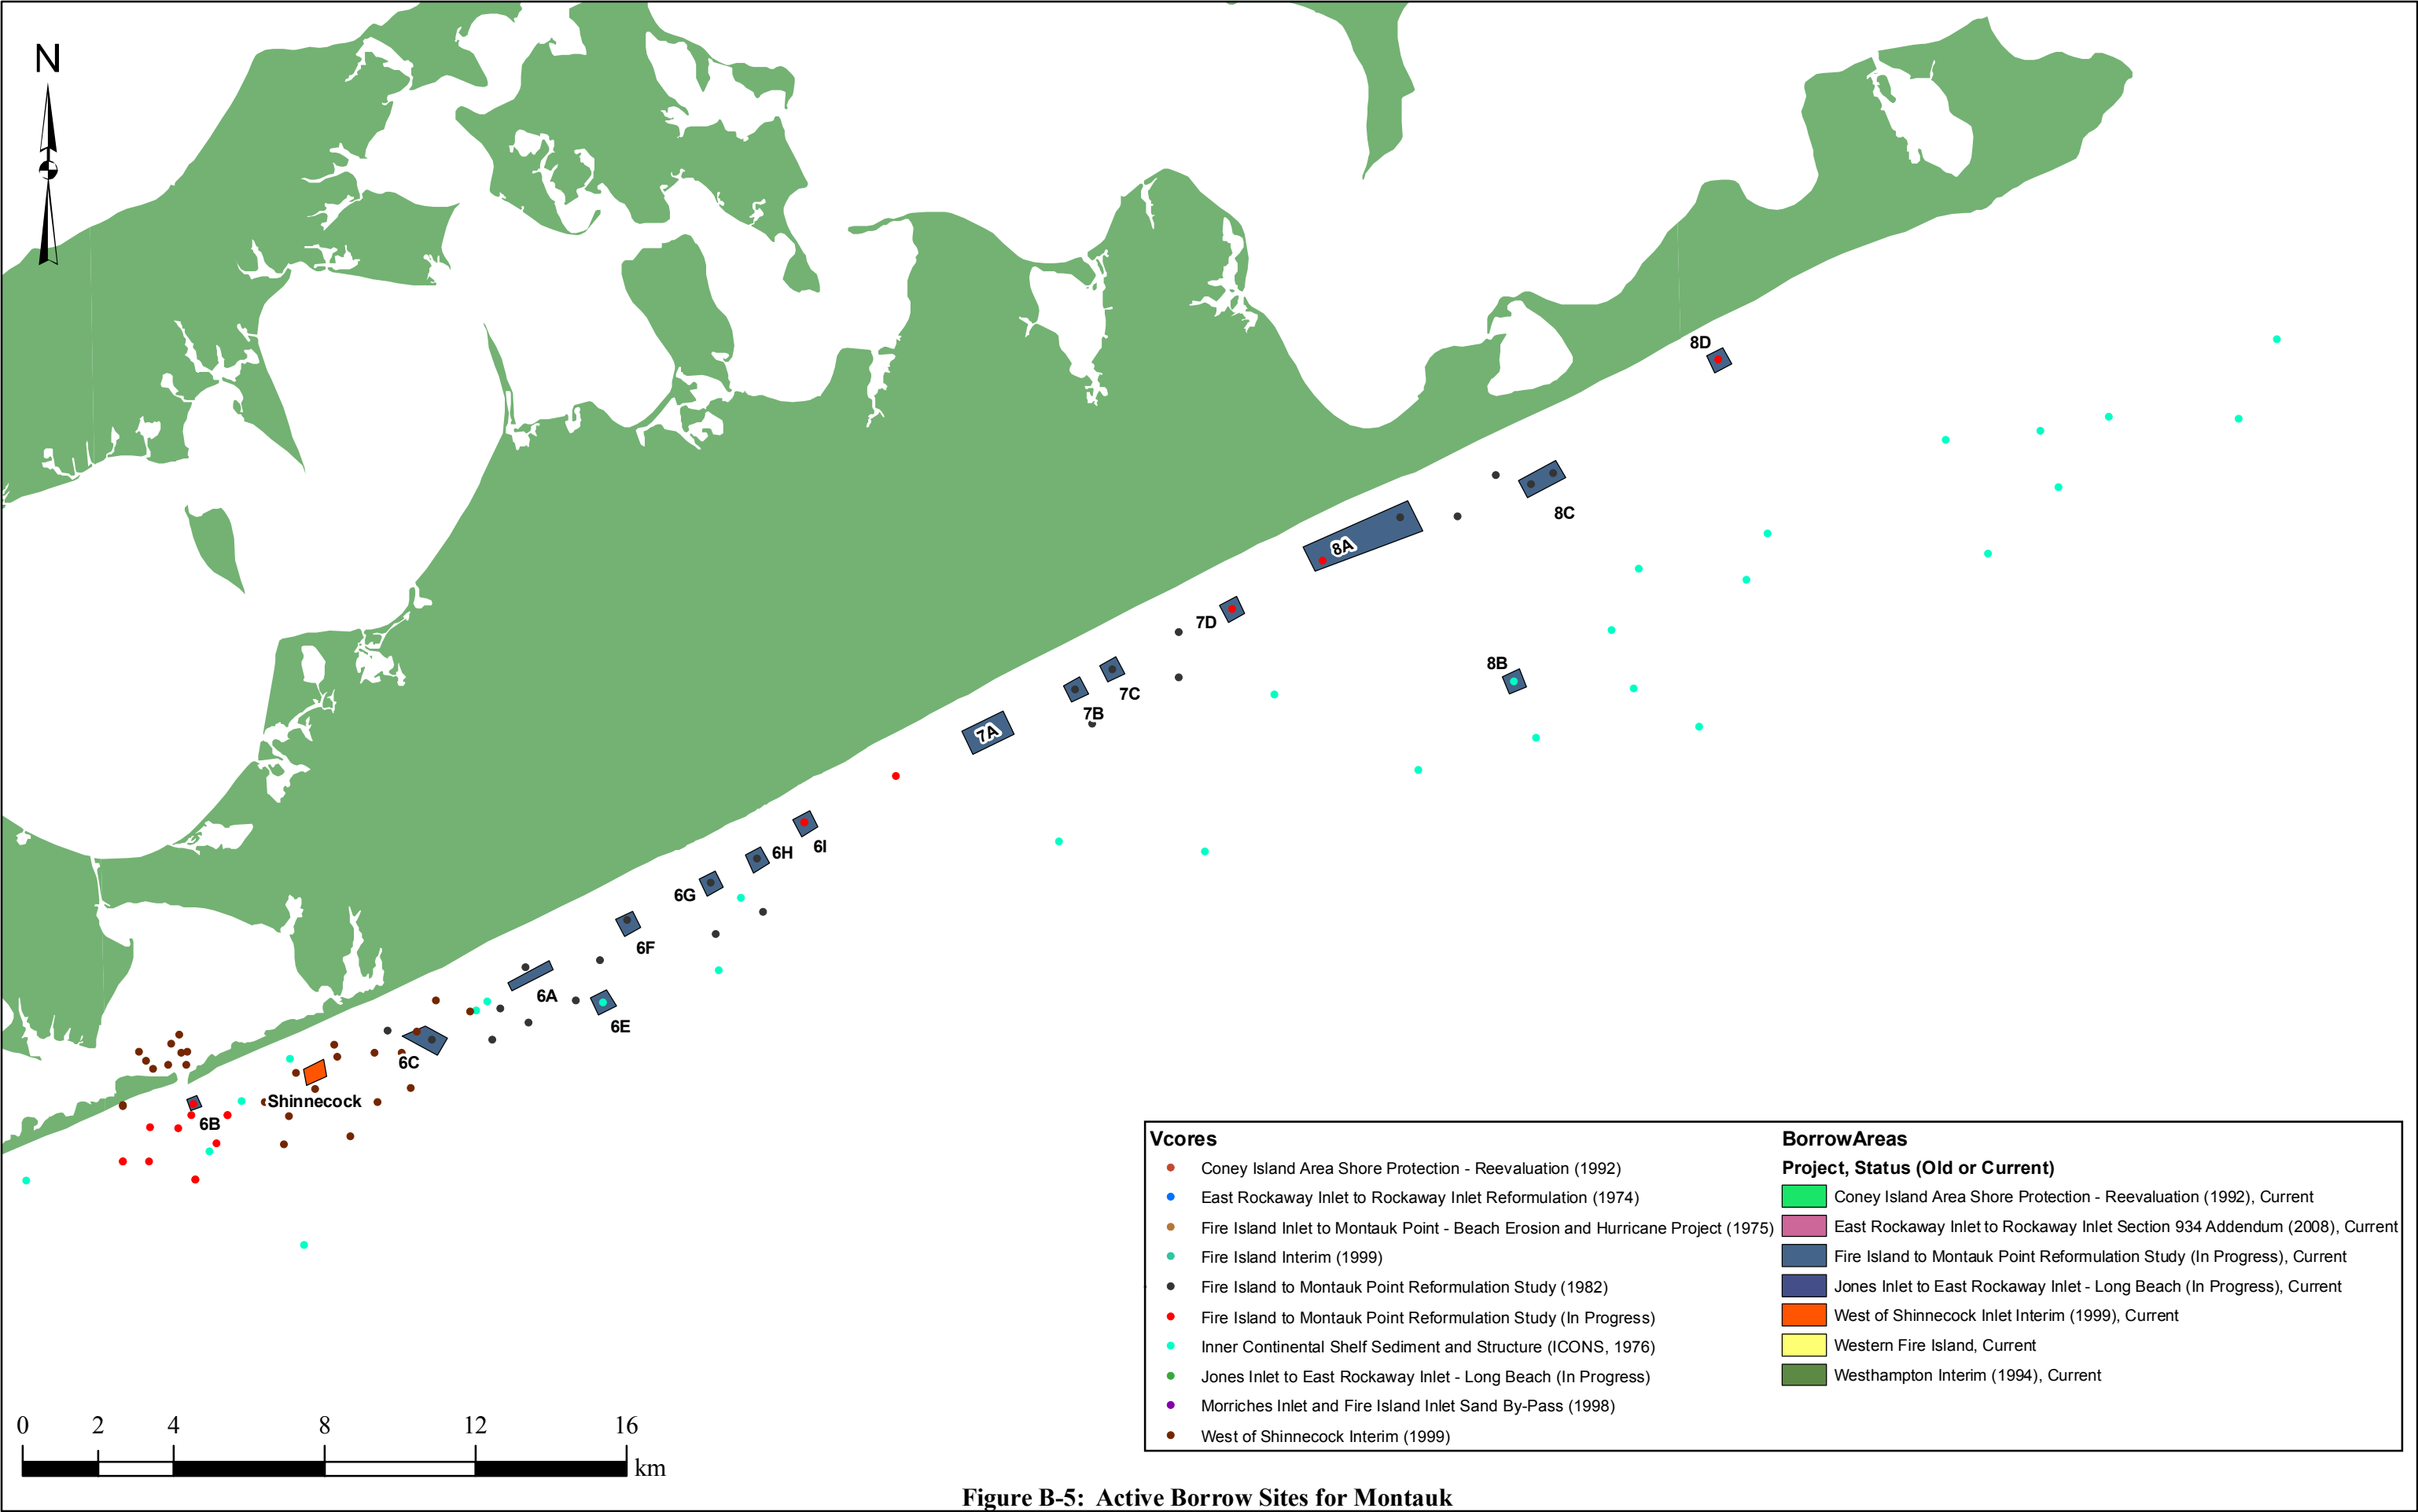 N
8D
8C
8A
7D
8B
7C
7B
7A
6I
6H
6G
6F
6A
6E
6C
Shinnecock
6B
Vcores
Coney Island Area Shore Protection - Reevaluation (1992)
East Rockaway Inlet to Rockaway Inlet Reformulation (1974)
Fire Island Inlet to Montauk Point - Beach Erosion and Hurricane Project (1975)
Fire Island Interim (1999)
Fire Island to Montauk Point Reformulation Study (1982)
Fire Island to Montauk Point Reformulation Study (In Progress)
Inner Continental Shelf Sediment and Structure (ICONS, 1976)
Jones Inlet to East Rockaway Inlet - Long Beach (In Progress)
Morriches Inlet and Fire Island Inlet Sand By-Pass (1998)
West of Shinnecock Interim (1999)
BorrowAreas
Project, Status (Old or Current)
Coney Island Area Shore Protection - Reevaluation (1992), Current
East Rockaway Inlet to Rockaway Inlet Section 934 Addendum (2008), Current
Fire Island to Montauk Point Reformulation Study (In Progress), Current
Jones Inlet to East Rockaway Inlet - Long Beach (In Progress), Current
West of Shinnecock Inlet Interim (1999), Current
Western Fire Island, Current
Westhampton Interim (1994), Current
0 2 4 8 12 16
km
Figure B-5: Active Borrow Sites for Montauk